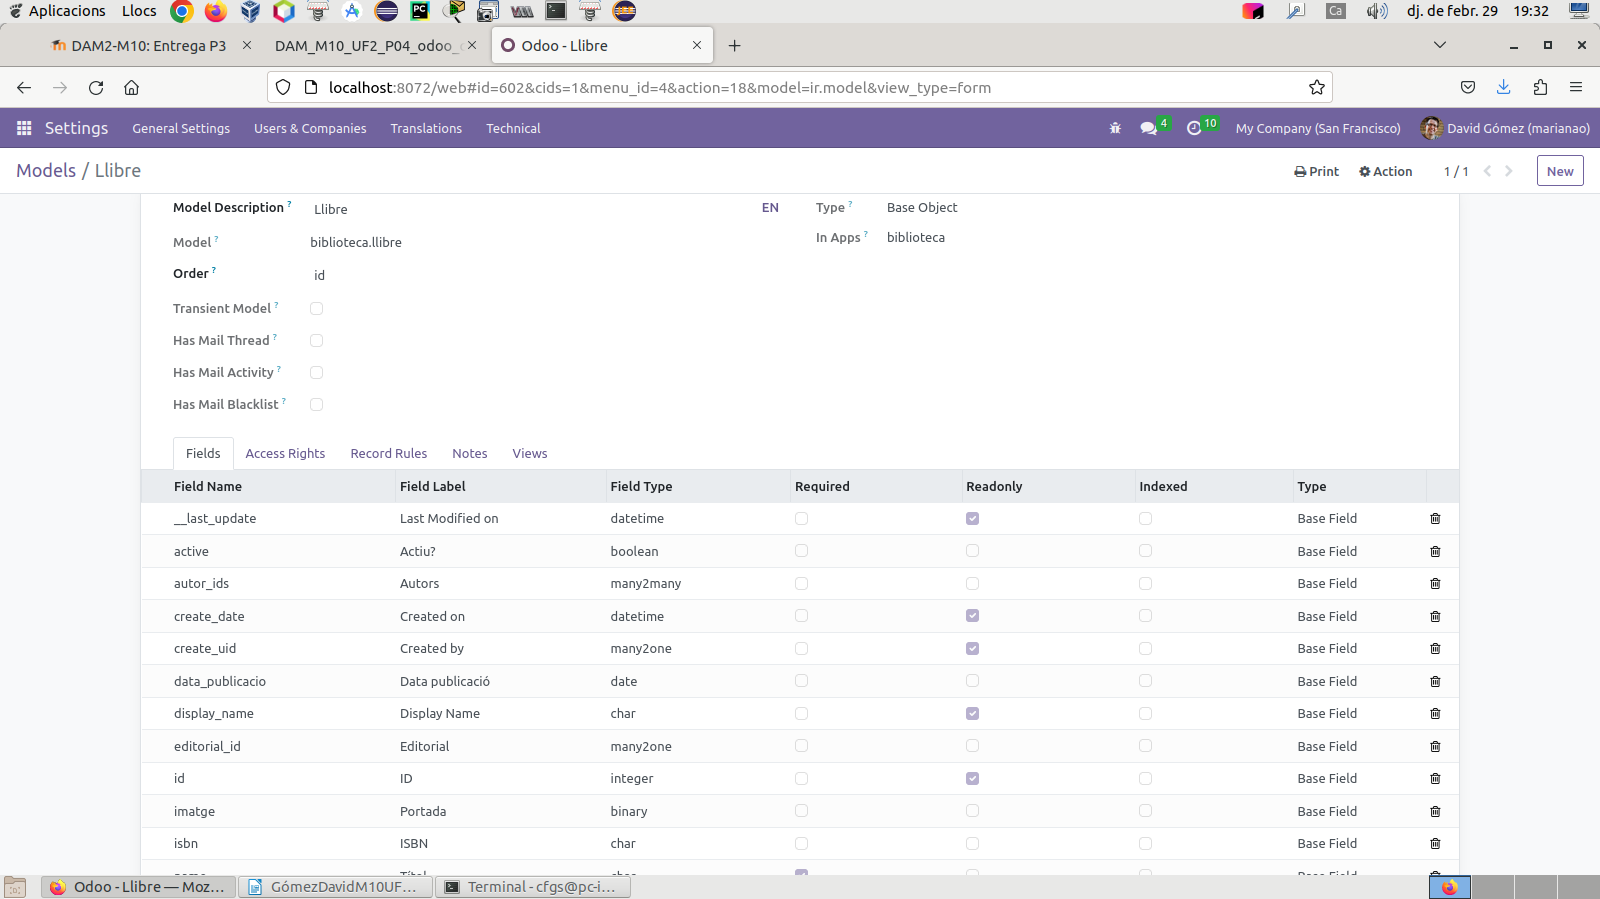 Aplicacions Llocs Ca dj. de febr. 29 19:32
DAM2-M10: Entrega P3 DAM_M10_UF2_P04_odoo_ Odoo - Llibre
localhost:8072/web#id=602&cids=1&menu_id=4&action=18&model=ir.model&view_type=form
Settings General Settings Users & Companies Translations Technical 4 10 My Company (San Francisco) David Gómez (marianao)
Models / Llibre Print Action 1 / 1 New
Model Description ? Llibre EN Type ? Base Object
Model ? biblioteca.llibre In Apps ? biblioteca
Order ? id
Transient Model ?
Has Mail Thread ?
Has Mail Activity ?
Has Mail Blacklist ?
Fields Access Rights Record Rules Notes Views
Field Name Field Label Field Type Required Readonly Indexed Type
__last_update Last Modified on datetime Base Field
active Actiu? boolean Base Field
autor_ids Autors many2many Base Field
create_date Created on datetime Base Field
create_uid Created by many2one Base Field
data_publicacio Data publicació date Base Field
display_name Display Name char Base Field
editorial_id Editorial many2one Base Field
id ID integer Base Field
imatge Portada binary Base Field
isbn ISBN char Base Field
Odoo - Llibre — Moz... GómezDavidM10UF... Terminal - cfgs@pc-i...